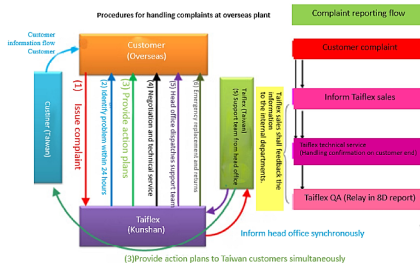 Procedures for handling complaints at overseas plant
Complaint reporting flow
Customer
information flow
Customer
Customer
(Overseas)
Customer complaint
(1) Issue complaint
(2) Identify problem within 24 hours
(3) Provide action plans
(4) Negotiation and technical service
(5) Head office dispatches support team
(6) Emergency replacement and returns
Taiflex (Taiwan)
(5) Support team from head office
Taiflex sales shall feedback the
information
to the internal departments.
Inform Taiflex sales
Taiflex technical service
(Handling confirmation on customer end)
Taiflex QA (Relay in 8D report)
(Taiwan)
Taiflex
(Kunshan)
Inform head office synchronously
(3)Provide action plans to Taiwan customers simultaneously